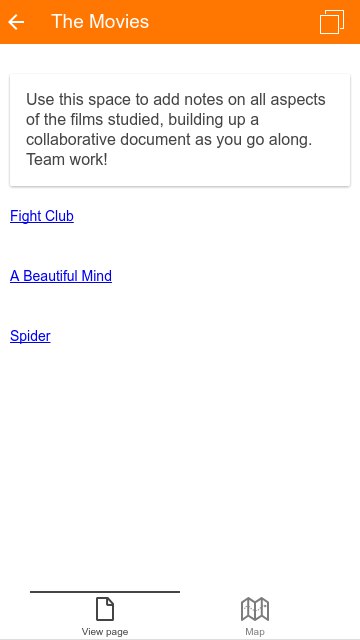 The Movies
Use this space to add notes on all aspects
of the films studied, building up a
collaborative document as you go along.
Team work!
Fight Club
A Beautiful Mind
Spider
View page
Map